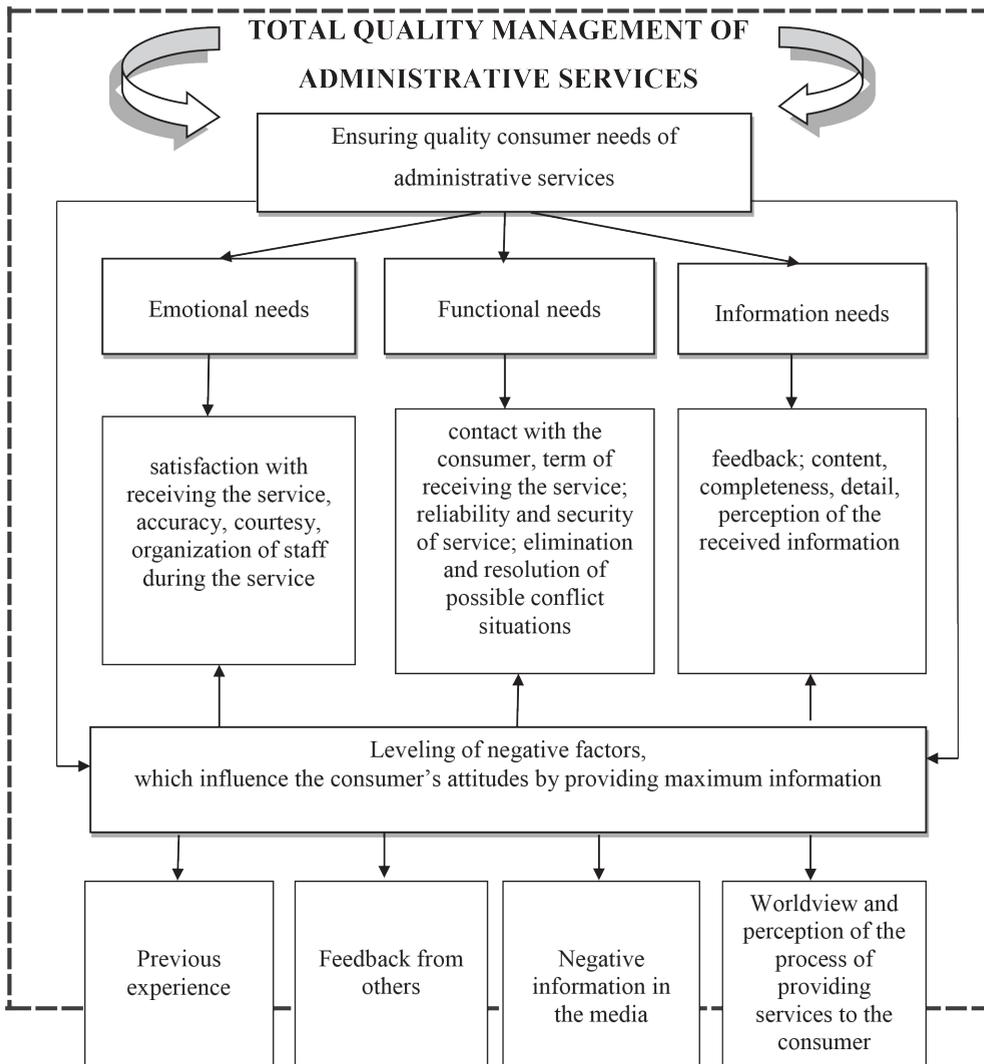 TOTAL QUALITY MANAGEMENT OF
ADMINISTRATIVE SERVICES
Ensuring quality consumer needs of
administrative services
Emotional needs
Functional needs
Information needs
satisfaction with
receiving the service,
accuracy, courtesy,
organization of staff
during the service
contact with the
consumer, term of
receiving the service;
reliability and security
of service; elimination
and resolution of
possible conflict
situations
feedback; content,
completeness, detail,
perception of the
received information
Leveling of negative factors,
which influence the consumer’s attitudes by providing maximum information
Previous
experience
Feedback from
others
Negative
information in
the media
Worldview and
perception of the
process of
providing
services to the
consumer